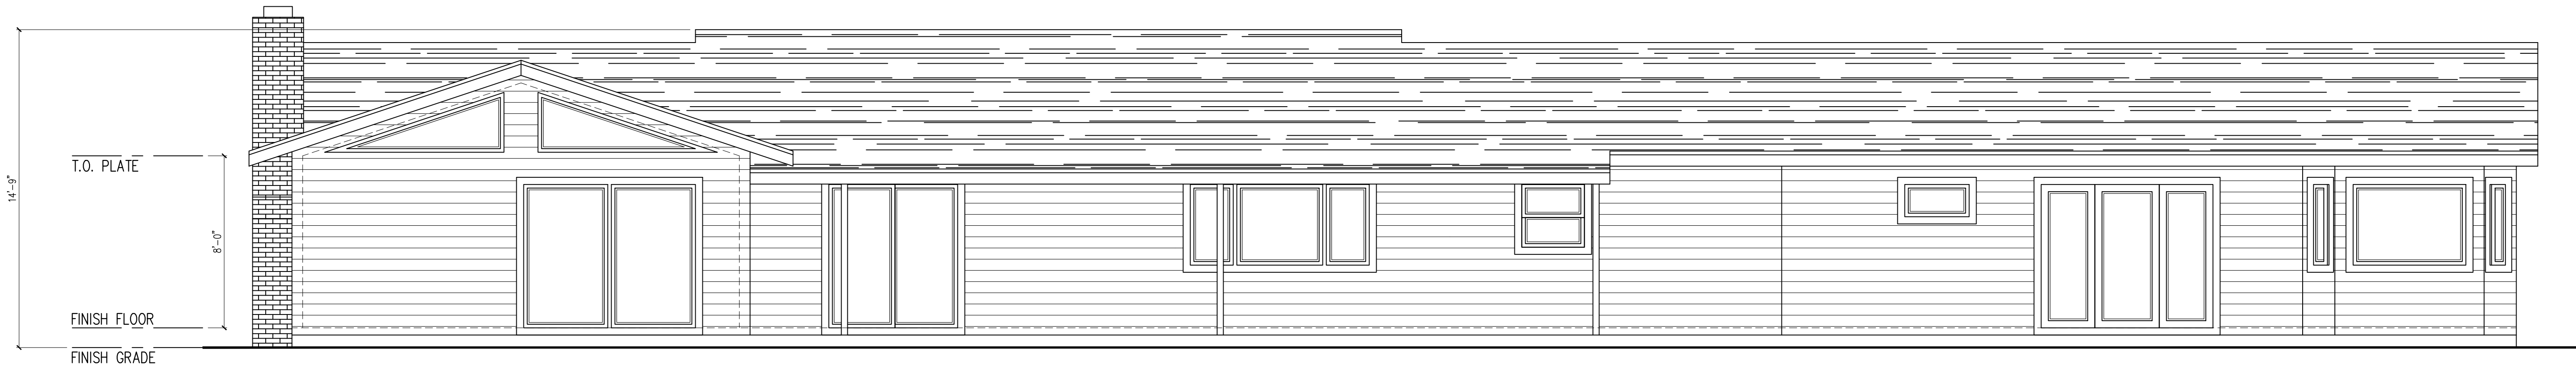 T.O. PLATE
14'-9"
8'-0"
FINISH FLOOR
FINISH GRADE